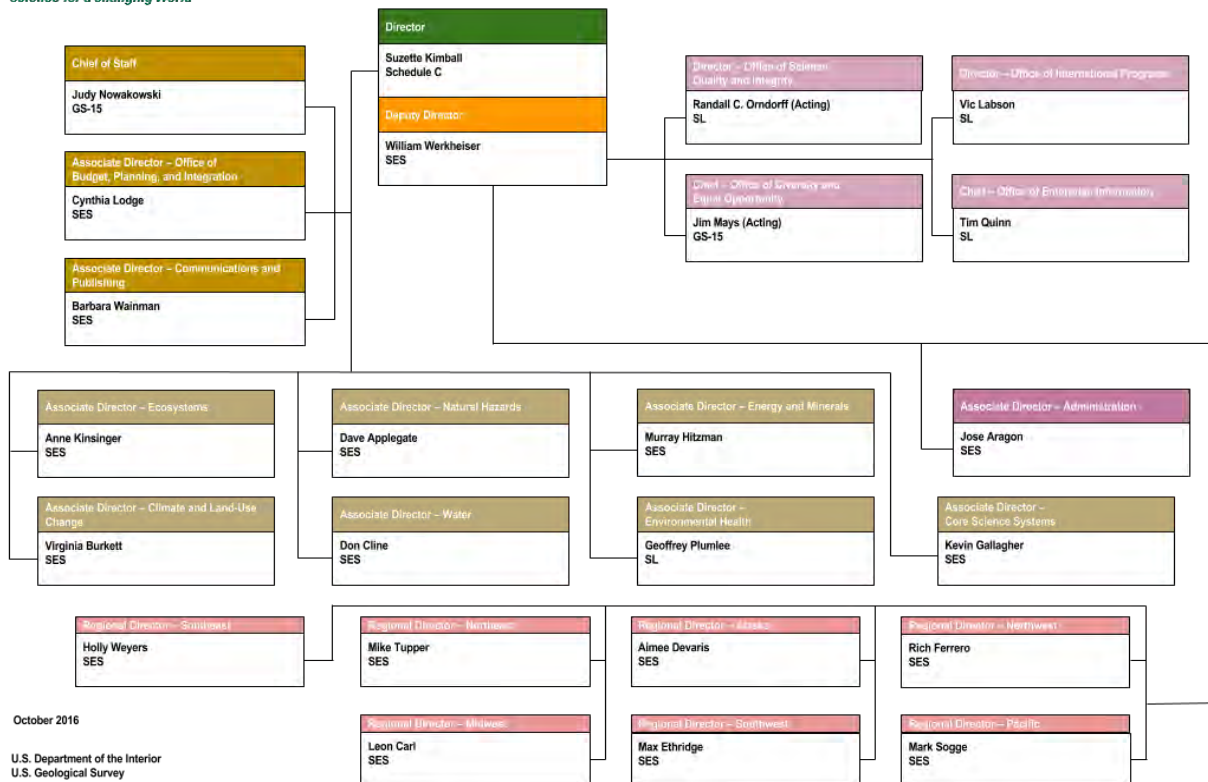 science for a changing world
Director
Suzette Kimball
Schedule C
Deputy Director
William Werkheiser
SES
Chief of Staff
Judy Nowakowski
GS-15
Associate Director – Office of
Budget, Planning, and Integration
Cynthia Lodge
SES
Associate Director – Communications and
Publishing
Barbara Wainman
SES
Director – Office of Science
Quality and Integrity
Randall C. Orndorff (Acting)
SL
Director – Office of International Programs
Vic Labson
SL
Chief – Office of Diversity and
Equal Opportunity
Jim Mays (Acting)
GS-15
Chief – Office of Enterprise Information
Tim Quinn
SL
Associate Director – Ecosystems
Anne Kinsinger
SES
Associate Director – Natural Hazards
Dave Applegate
SES
Associate Director – Energy and Minerals
Murray Hitzman
SES
Associate Director – Administration
Jose Aragon
SES
Associate Director – Climate and Land-Use
Change
Virginia Burkett
SES
Associate Director – Water
Don Cline
SES
Associate Director –
Environmental Health
Geoffrey Plumlee
SL
Associate Director –
Core Science Systems
Kevin Gallagher
SES
Regional Director – Southeast
Holly Weyers
SES
Regional Director – Northeast
Mike Tupper
SES
Regional Director – Alaska
Aimee Devaris
SES
Regional Director – Northwest
Rich Ferrero
SES
Regional Director – Midwest
Leon Carl
SES
Regional Director – Southwest
Max Ethridge
SES
Regional Director – Pacific
Mark Sogge
SES
October 2016
U.S. Department of the Interior
U.S. Geological Survey